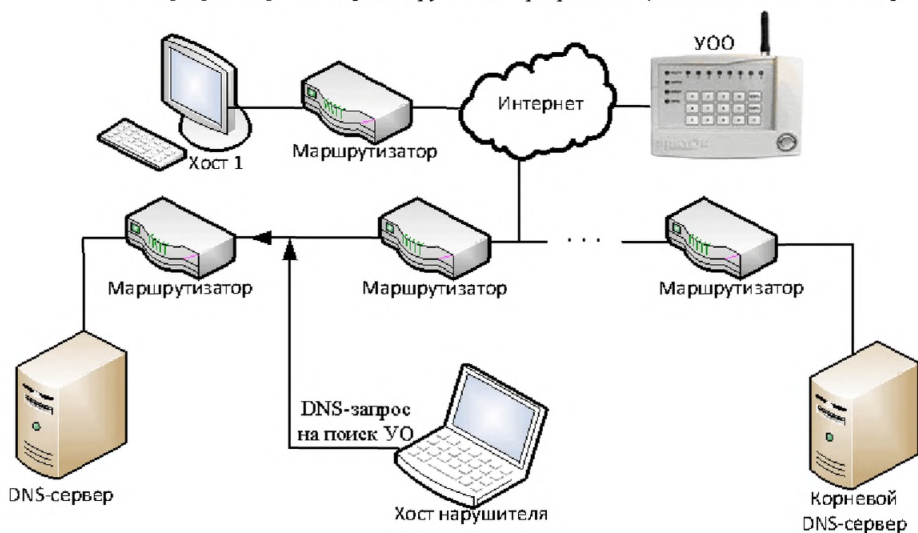 УОО
Интернет
Маршрутизатор
Хост 1
Маршрутизатор
Маршрутизатор
. . .
Маршрутизатор
DNS-запрос
на поиск УО
DNS-сервер
Хост нарушителя
Корневой
DNS-сервер